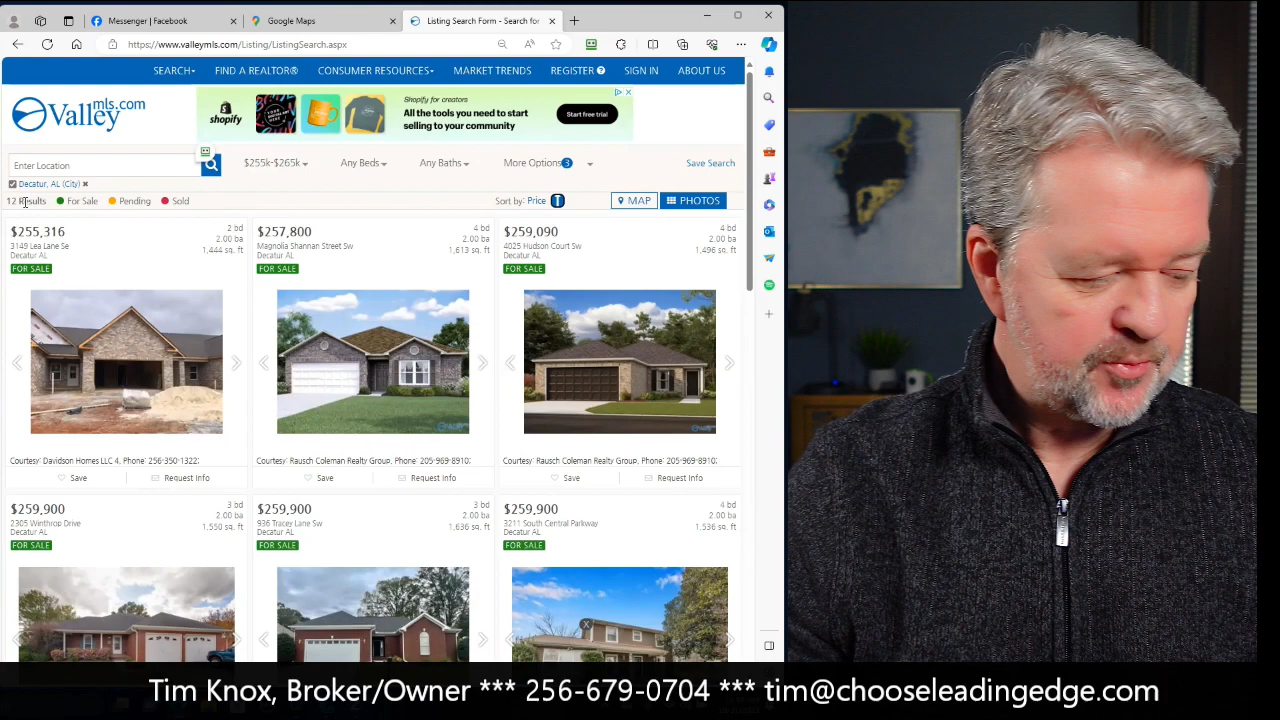 Messenger | Facebook
Google Maps
Listing Search Form - Search for
https://www.valleymls.com/Listing/ListingSearch.aspx
SEARCH
FIND A REALTOR®
CONSUMER RESOURCES
MARKET TRENDS
REGISTER
SIGN IN
ABOUT US
Valleymls.com
shopify
Shopify for creators
All the tools you need to start
selling to your community
Start free trial
Enter Location
$255k-$265k
Any Beds
Any Baths
More Options 3
Save Search
Decatur, AL (City)
12 Results
For Sale
Pending
Sold
Sort by: Price
MAP
PHOTOS
$255,316
3149 Lea Lane Se
Decatur AL
FOR SALE
2 bd
2.00 ba
1,444 sq. ft
$257,800
Magnolia Shannan Street Sw
Decatur AL
FOR SALE
4 bd
2.00 ba
1,613 sq. ft
$259,090
4025 Hudson Court Sw
Decatur AL
FOR SALE
4 bd
2.00 ba
1,496 sq. ft
Courtesy: Davidson Homes LLC 4, Phone: 256-350-1322;
Courtesy: Rausch Coleman Realty Group, Phone: 205-969-8910;
Courtesy: Rausch Coleman Realty Group, Phone: 205-969-8910;
Save
Request Info
Save
Request Info
Save
Request Info
$259,900
2305 Winthrop Drive
Decatur AL
FOR SALE
3 bd
2.00 ba
1,550 sq. ft
$259,900
936 Tracey Lane Sw
Decatur AL
FOR SALE
3 bd
2.00 ba
1,636 sq. ft
$259,900
3211 South Central Parkway
Decatur AL
FOR SALE
4 bd
2.00 ba
1,536 sq. ft
Tim Knox, Broker/Owner *** 256-679-0704 *** tim@chooseleadingedge.com